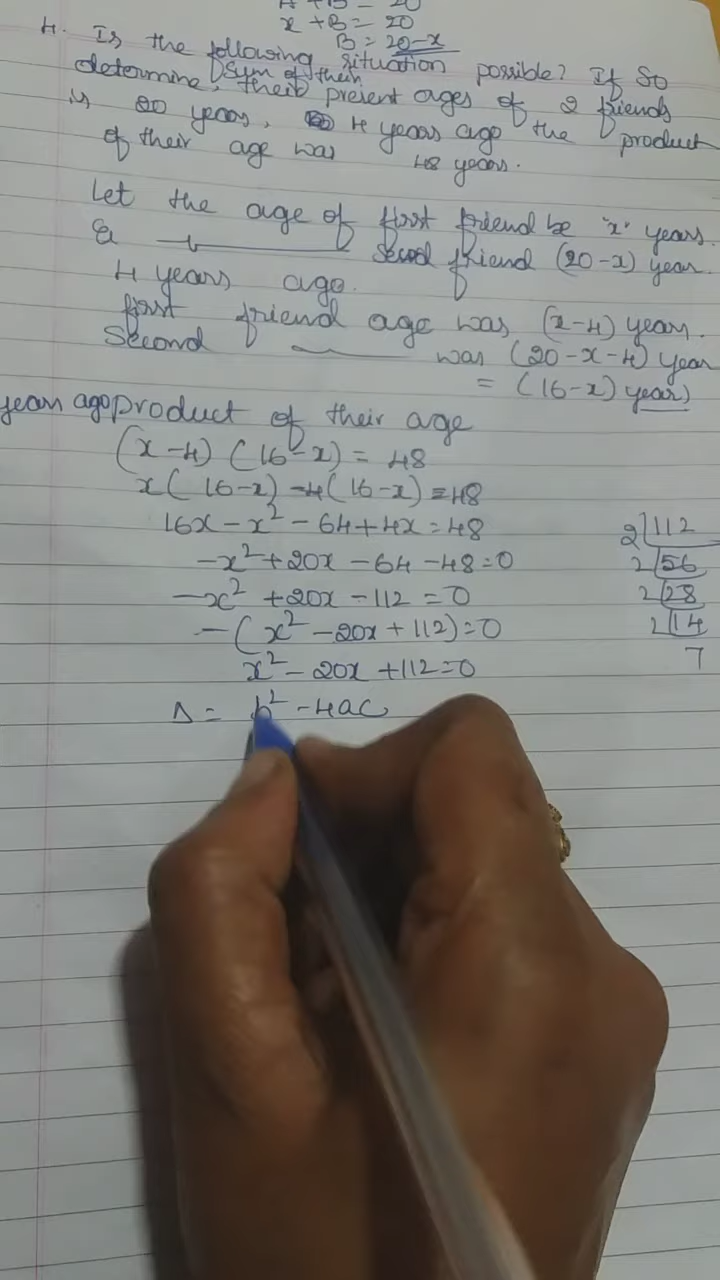 A + B = 20
x + B = 20
B = 20-x
4. Is the following situation possible? If So
determine, their present ages of 2 friends
Sum of their
is 20 years, 4 years ago the product
of their age was 48 years.
Let the age of first friend be "x" years.
& second friend (20-x) year.
4 years ago.
first friend age was (x-4) years.
Second was (20-x-4) year
= (16-x) year)
years ago product of their age
(x-4) (16-x) = 48
x(16-x) -4(16-x) = 48
16x - x² - 64 + 4x = 48
-x² + 20x - 64 - 48 = 0
-x² + 20x - 112 = 0
-(x² - 20x + 112) = 0
x² - 20x + 112 = 0
Δ = b² - 4ac
2 112
2 56
2 28
2 14
7